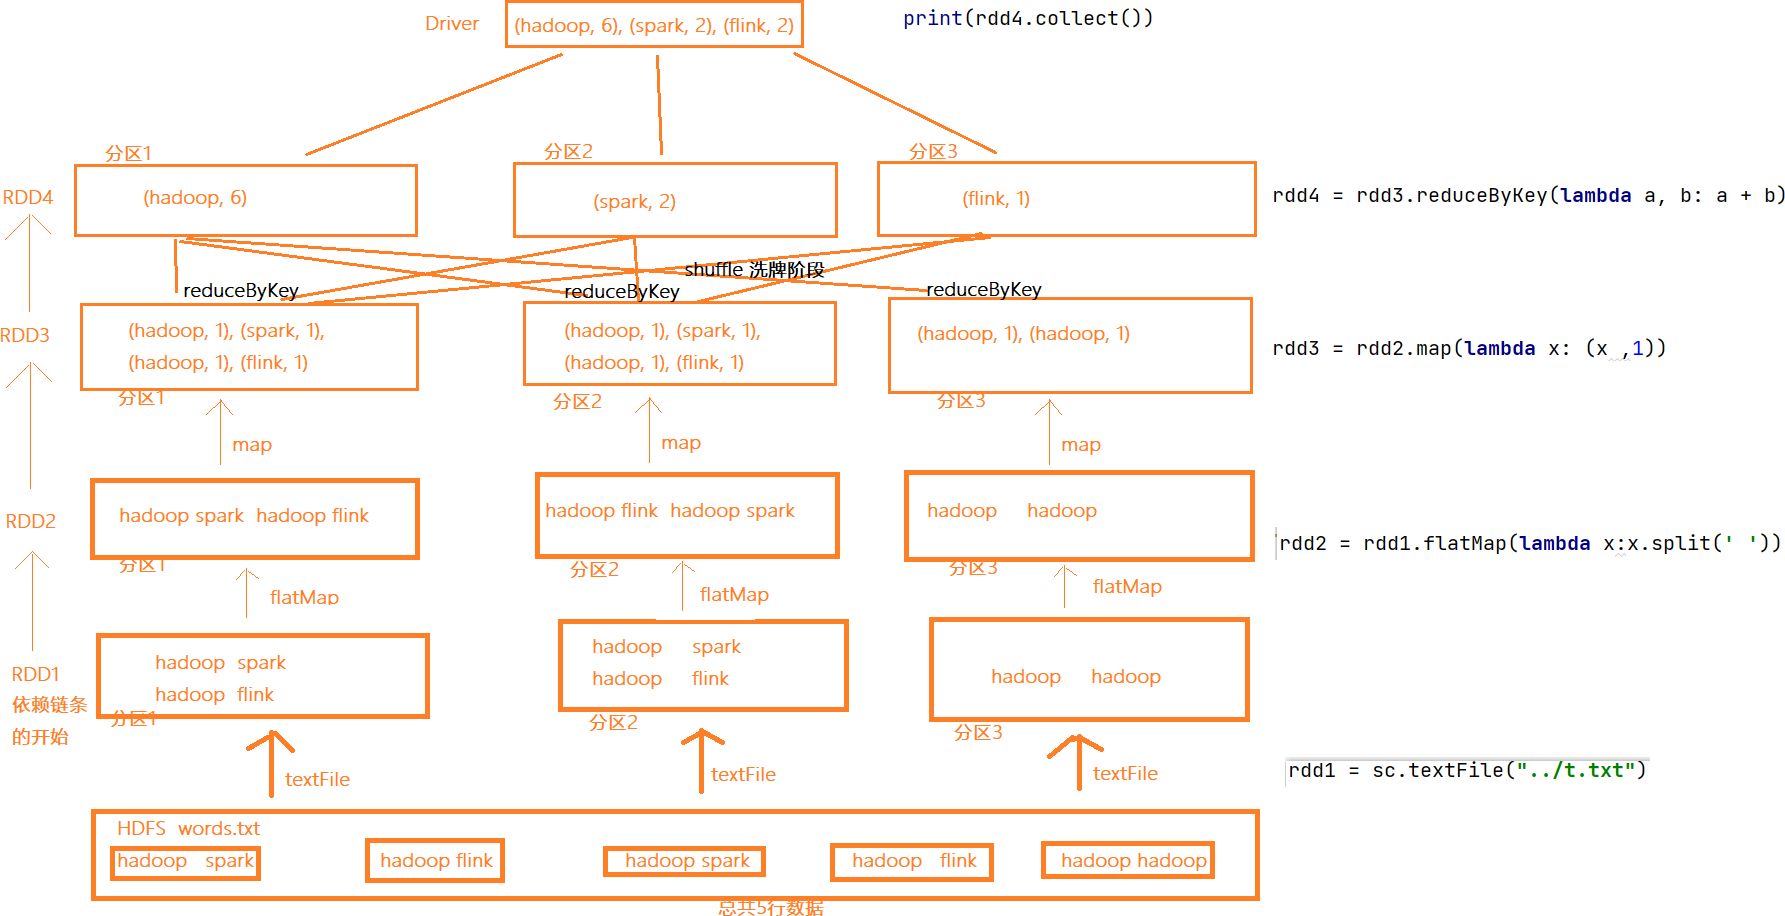 Driver
(hadoop, 6), (spark, 2), (flink, 2)
print(rdd4.collect())
分区1
分区2
分区3
RDD4
(hadoop, 6)
(spark, 2)
(flink, 1)
rdd4 = rdd3.reduceByKey(lambda a, b: a + b)
shuffle 洗牌阶段
reduceByKey
reduceByKey
reduceByKey
RDD3
(hadoop, 1), (spark, 1),
(hadoop, 1), (flink, 1)
(hadoop, 1), (spark, 1),
(hadoop, 1), (flink, 1)
(hadoop, 1), (hadoop, 1)
rdd3 = rdd2.map(lambda x: (x ,1))
分区1
分区2
分区3
map
map
map
RDD2
hadoop spark hadoop flink
hadoop flink hadoop spark
hadoop hadoop
rdd2 = rdd1.flatMap(lambda x:x.split(' '))
分区1
分区2
分区3
flatMap
flatMap
flatMap
RDD1
依赖链条
的开始
hadoop spark
hadoop flink
hadoop spark
hadoop flink
hadoop hadoop
分区1
分区2
分区3
textFile
textFile
textFile
rdd1 = sc.textFile("../t.txt")
HDFS words.txt
hadoop spark
hadoop flink
hadoop spark
hadoop flink
hadoop hadoop
总共5行数据